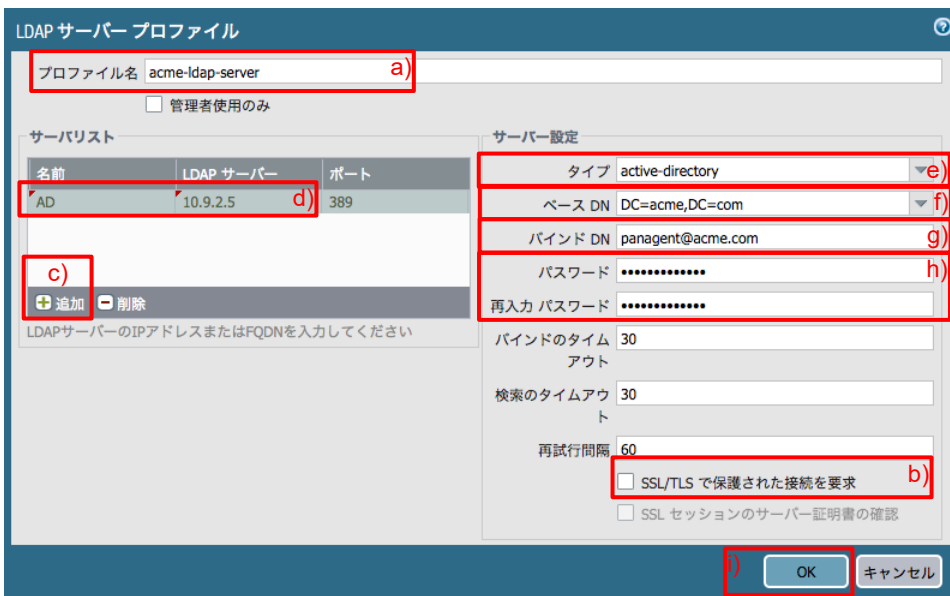 LDAP サーバー プロファイル
プロファイル名 acme-ldap-server a)
管理者使用のみ
サーバリスト
名前 LDAP サーバー ポート
AD 10.9.2.5 d) 389
c)
追加 削除
LDAPサーバーのIPアドレスまたはFQDNを入力してください
サーバー設定
タイプ active-directory e)
ベース DN DC=acme,DC=com f)
バインド DN panagent@acme.com g)
パスワード ••••••••••••• h)
再入力 パスワード •••••••••••••
バインドのタイム 30
アウト
検索のタイムアウ 30
ト
再試行間隔 60
SSL/TLS で保護された接続を要求 b)
SSL セッションのサーバー証明書の確認
i) OK キャンセル